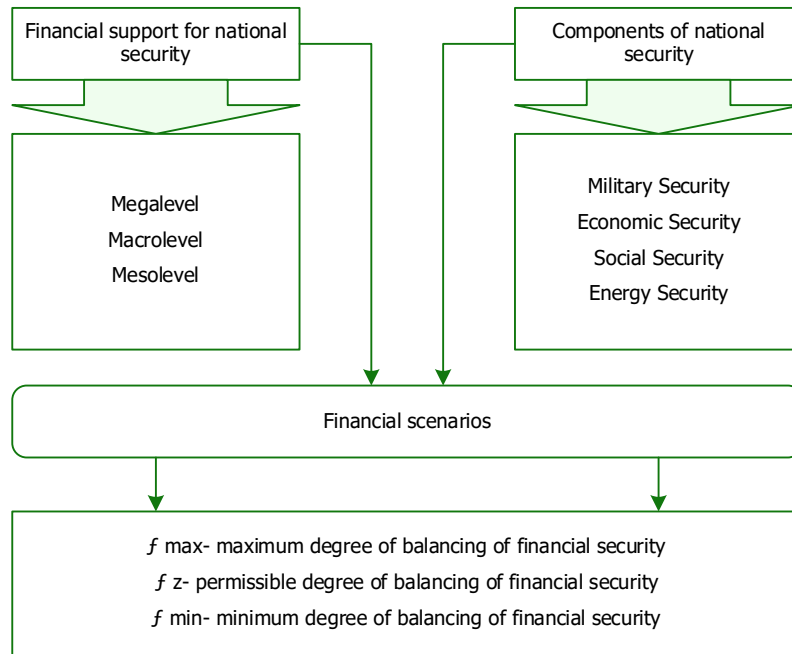 Financial support for national
security
Components of national
security
Megalevel
Macrolevel
Mesolevel
Military Security
Economic Security
Social Security
Energy Security
Financial scenarios
ƒ max- maximum degree of balancing of financial security
ƒ z- permissible degree of balancing of financial security
ƒ min- minimum degree of balancing of financial security